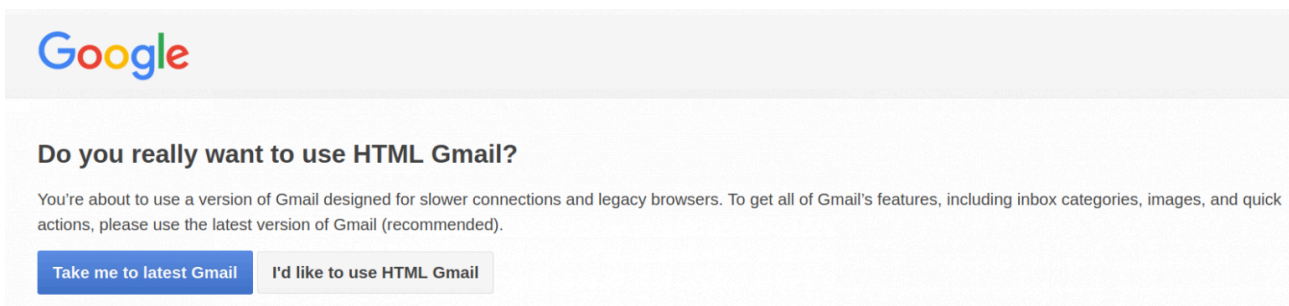 Google
Do you really want to use HTML Gmail?
You're about to use a version of Gmail designed for slower connections and legacy browsers. To get all of Gmail's features, including inbox categories, images, and quick
actions, please use the latest version of Gmail (recommended).
Take me to latest Gmail I'd like to use HTML Gmail